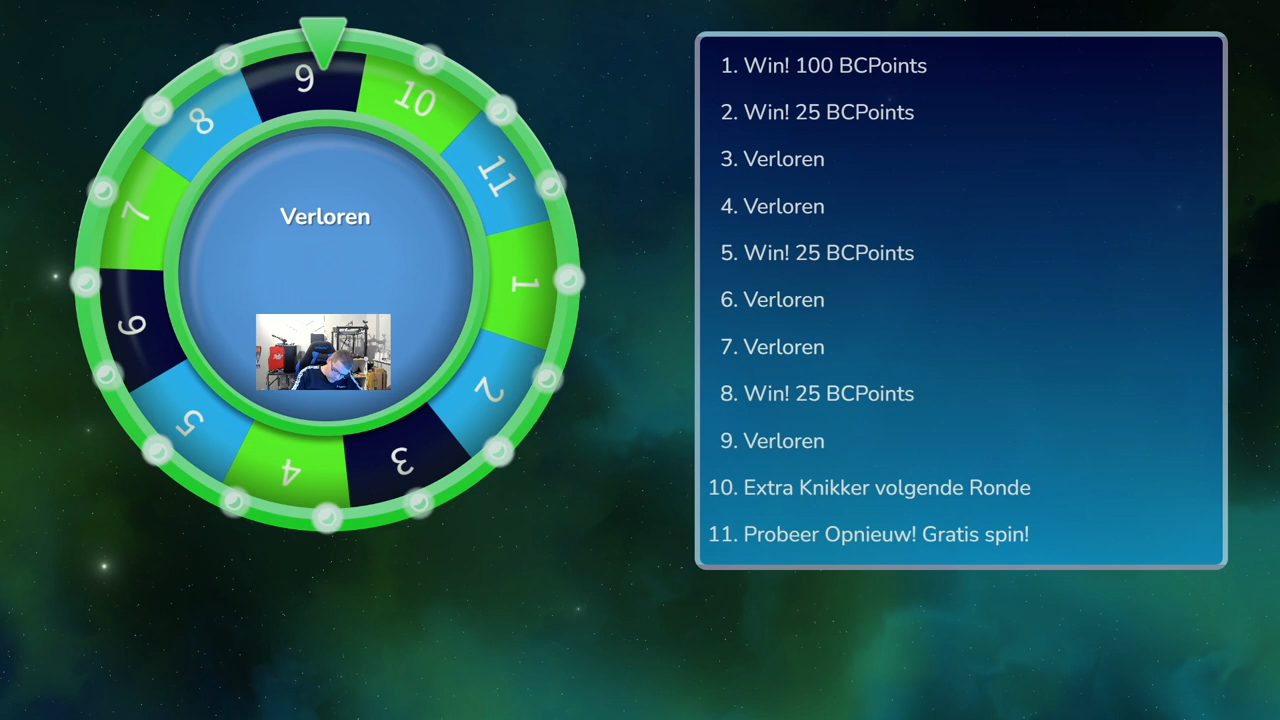 9
10
8
11
7
Verloren
1
6
2
5
3
4
1. Win! 100 BCPoints
2. Win! 25 BCPoints
3. Verloren
4. Verloren
5. Win! 25 BCPoints
6. Verloren
7. Verloren
8. Win! 25 BCPoints
9. Verloren
10. Extra Knikker volgende Ronde
11. Probeer Opnieuw! Gratis spin!